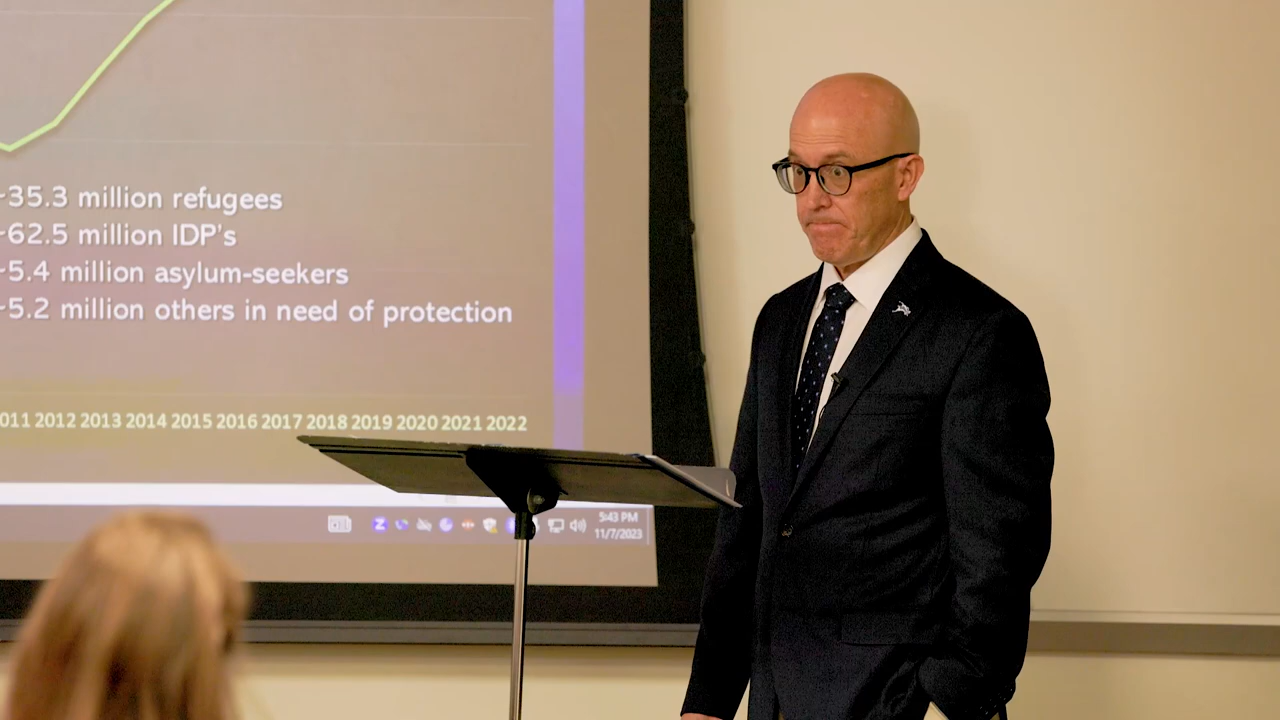 ~35.3 million refugees
~62.5 million IDP's
~5.4 million asylum-seekers
~5.2 million others in need of protection
2012 2013 2014 2015 2016 2017 2018 2019 2020 2021 2022
Z
5:43 PM
11/7/2023